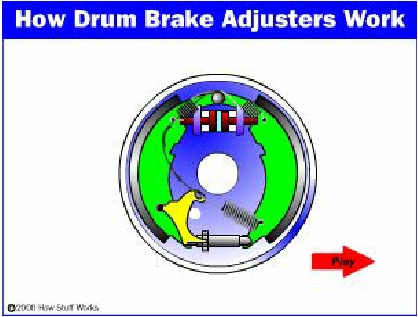 How Drum Brake Adjusters Work
Play
©2000 How Stuff Works.